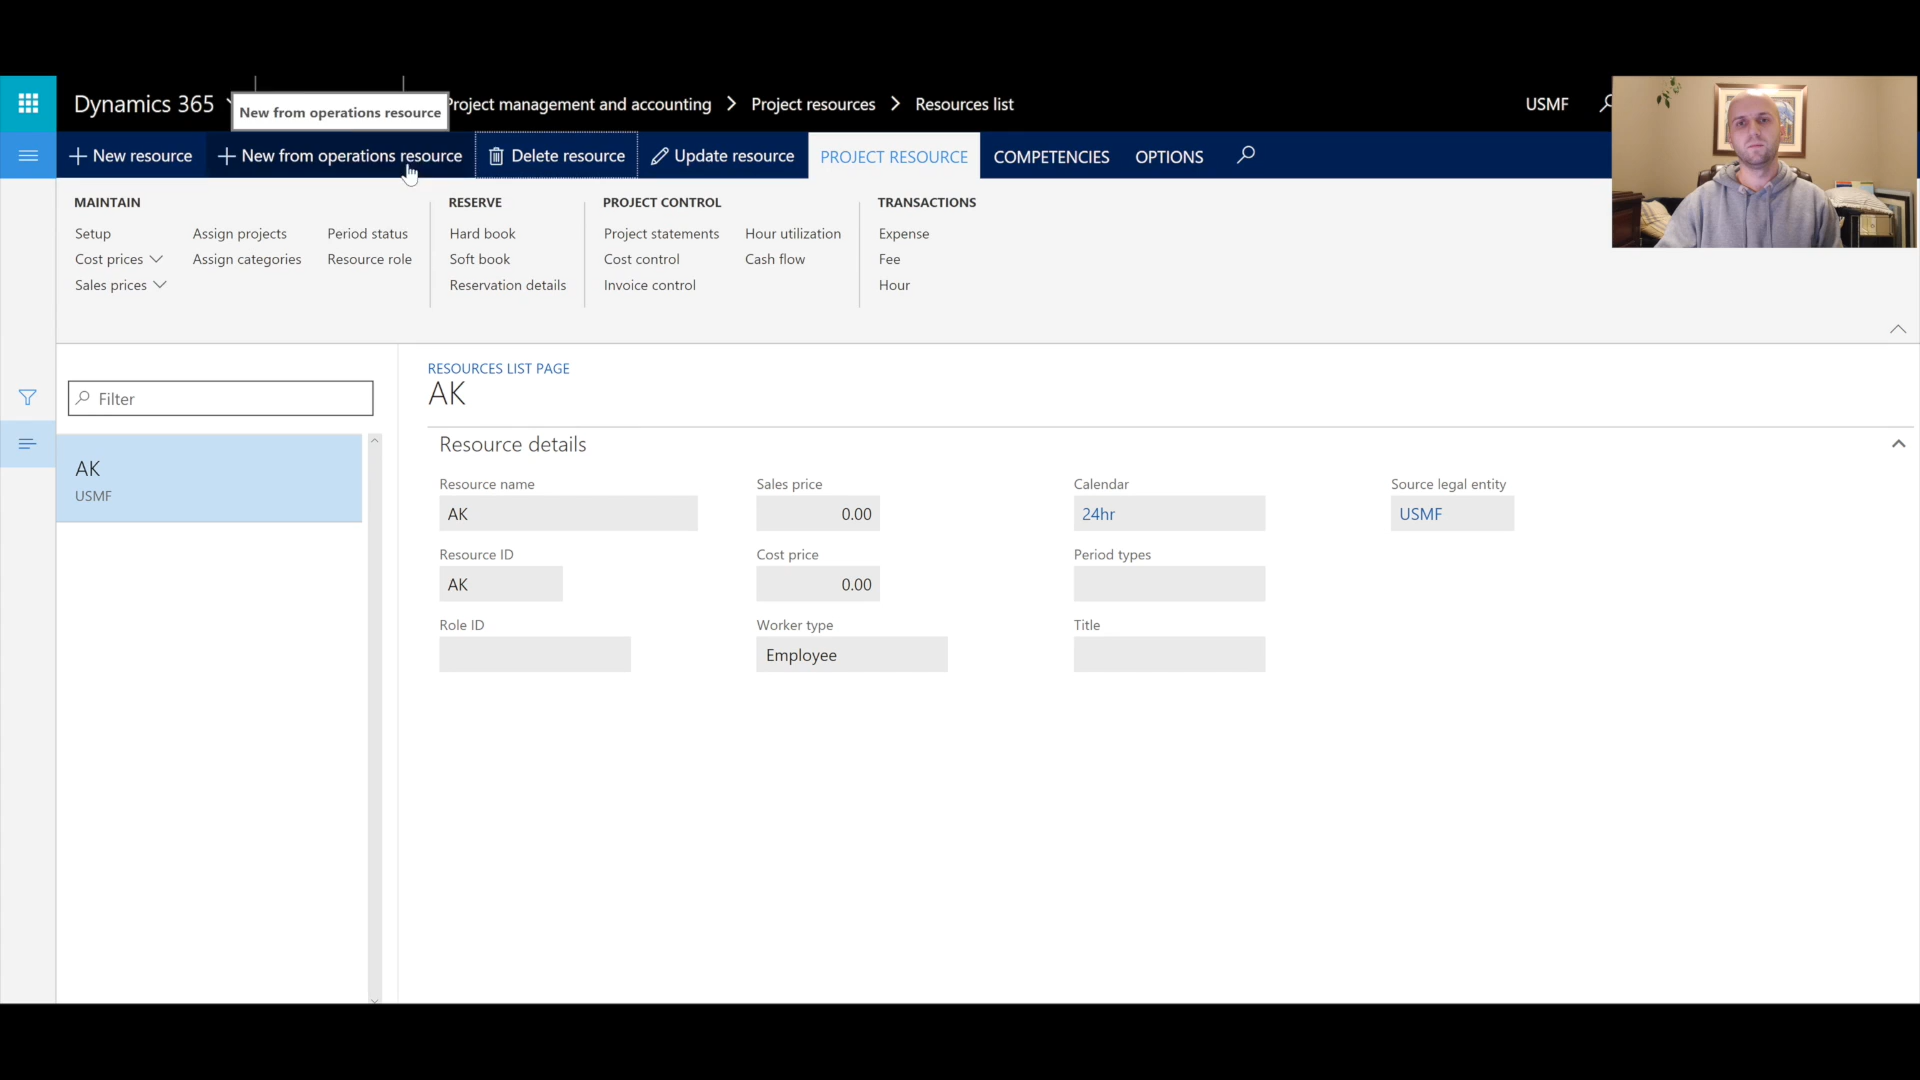 Dynamics 365
New from operations resource
Project management and accounting > Project resources > Resources list
USMF
New resource
New from operations resource
Delete resource
Update resource
PROJECT RESOURCE
COMPETENCIES
OPTIONS
MAINTAIN
Setup
Cost prices
Sales prices
Assign projects
Assign categories
Period status
Resource role
RESERVE
Hard book
Soft book
Reservation details
PROJECT CONTROL
Project statements
Cost control
Invoice control
Hour utilization
Cash flow
TRANSACTIONS
Expense
Fee
Hour
Filter
AK
USMF
RESOURCES LIST PAGE
AK
Resource details
Resource name
AK
Resource ID
AK
Role ID
Sales price
0.00
Cost price
0.00
Worker type
Employee
Calendar
24hr
Period types
Title
Source legal entity
USMF